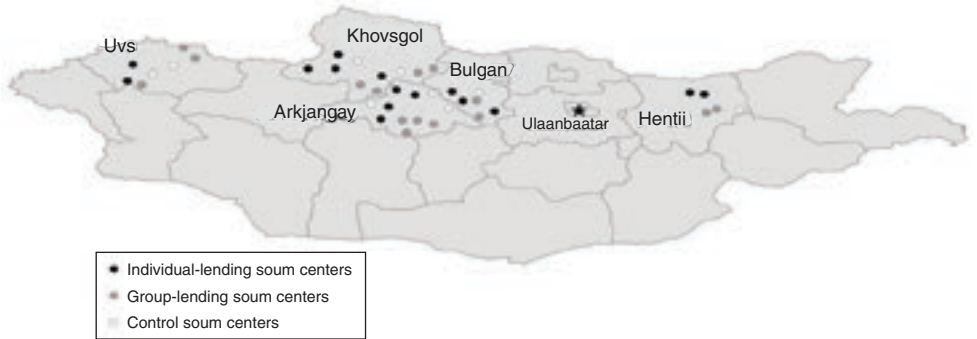 Khovsgol
Uvs
Bulgan
Arkjangay
Ulaanbaatar
Hentii
Individual-lending soum centers
Group-lending soum centers
Control soum centers